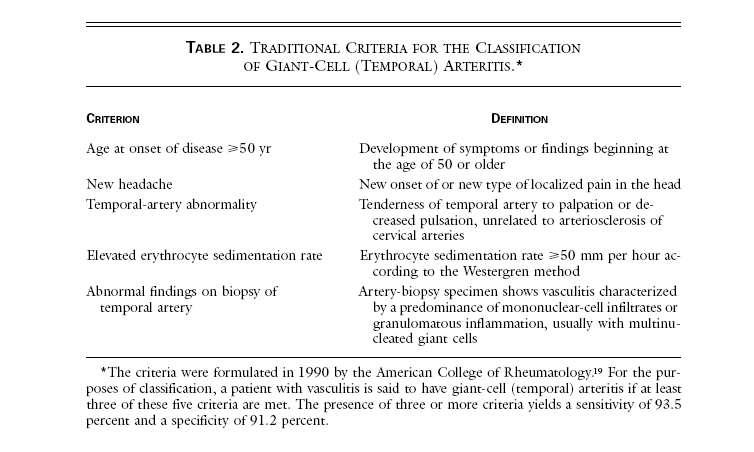 TABLE 2. TRADITIONAL CRITERIA FOR THE CLASSIFICATION
OF GIANT-CELL (TEMPORAL) ARTERITIS.*
CRITERION DEFINITION
Age at onset of disease ≥50 yr Development of symptoms or findings beginning at
the age of 50 or older
New headache New onset of or new type of localized pain in the head
Temporal-artery abnormality Tenderness of temporal artery to palpation or de-
creased pulsation, unrelated to arteriosclerosis of
cervical arteries
Elevated erythrocyte sedimentation rate Erythrocyte sedimentation rate ≥50 mm per hour ac-
cording to the Westergren method
Abnormal findings on biopsy of Artery-biopsy specimen shows vasculitis characterized
temporal artery by a predominance of mononuclear-cell infiltrates or
granulomatous inflammation, usually with multinu-
cleated giant cells
*The criteria were formulated in 1990 by the American College of Rheumatology.19 For the pur-
poses of classification, a patient with vasculitis is said to have giant-cell (temporal) arteritis if at least
three of these five criteria are met. The presence of three or more criteria yields a sensitivity of 93.5
percent and a specificity of 91.2 percent.